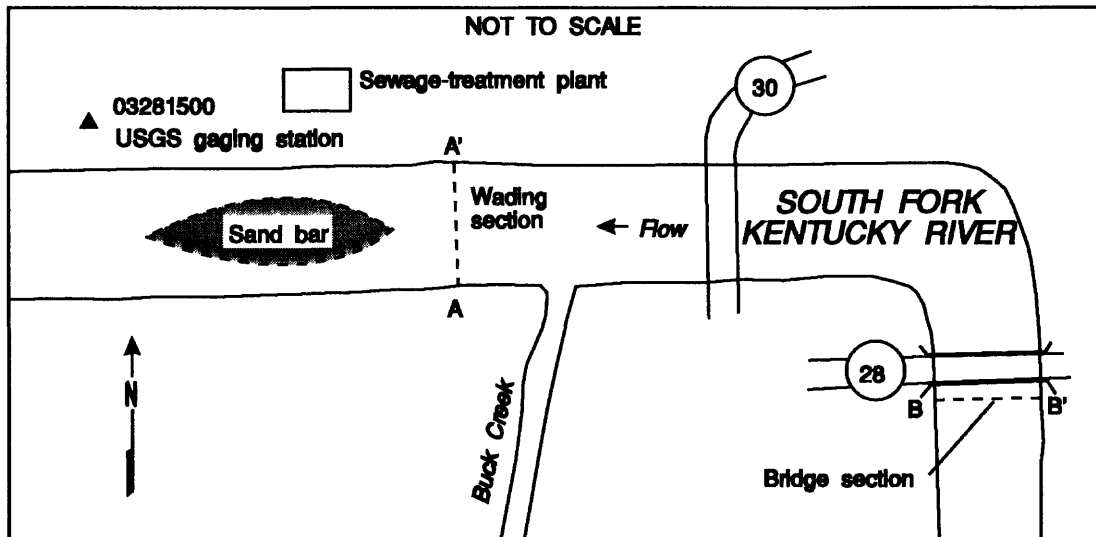 NOT TO SCALE
Sewage-treatment plant
30
03281500
USGS gaging station
A'
Wading
section
Flow
SOUTH FORK
KENTUCKY RIVER
Sand bar
A
N
28
B
B'
Buck Creek
Bridge section